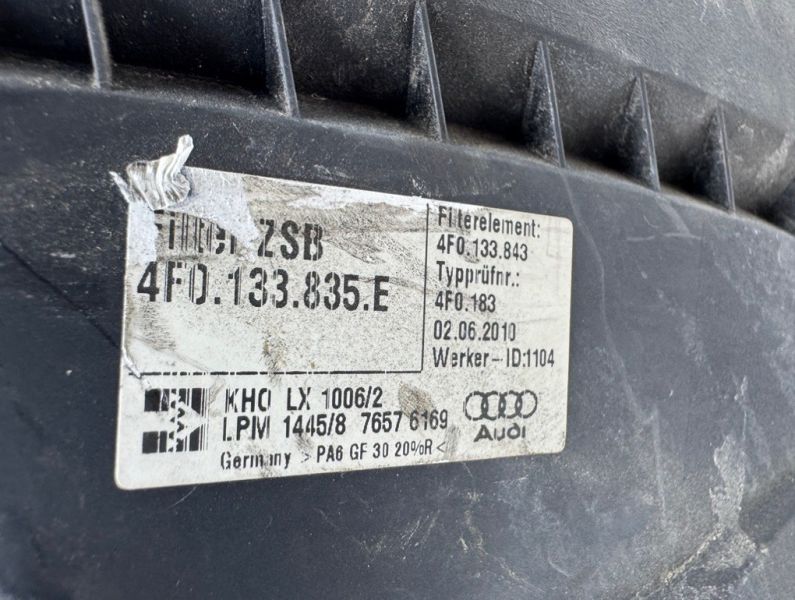 Filter ZSB
4F0.133.835.E
Filterelement:
4F0.133.843
Typprüfnr.:
4F0.183
02.06.2010
Werker-ID:1104
KHO LX 1006/2
LPM 1445/8 7657 6169
Germany >PA6 GF 30 20%R<
Audi